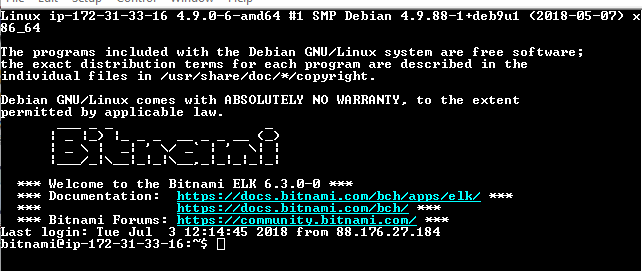 Linux ip-172-31-33-16 4.9.0-6-amd64 #1 SMP Debian 4.9.88-1+deb9u1 (2018-05-07) x
86_64
The programs included with the Debian GNU/Linux system are free software;
the exact distribution terms for each program are described in the
individual files in /usr/share/doc/*/copyright.
Debian GNU/Linux comes with ABSOLUTELY NO WARRANTY, to the extent
permitted by applicable law.
Bitnami
*** Welcome to the Bitnami ELK 6.3.0-0 ***
*** Documentation:  https://docs.bitnami.com/bch/apps/elk/ ***
***                 https://docs.bitnami.com/bch/ ***
*** Bitnami Forums: https://community.bitnami.com/ ***
Last login: Tue Jul  3 12:14:45 2018 from 88.176.27.184
bitnami@ip-172-31-33-16:~$